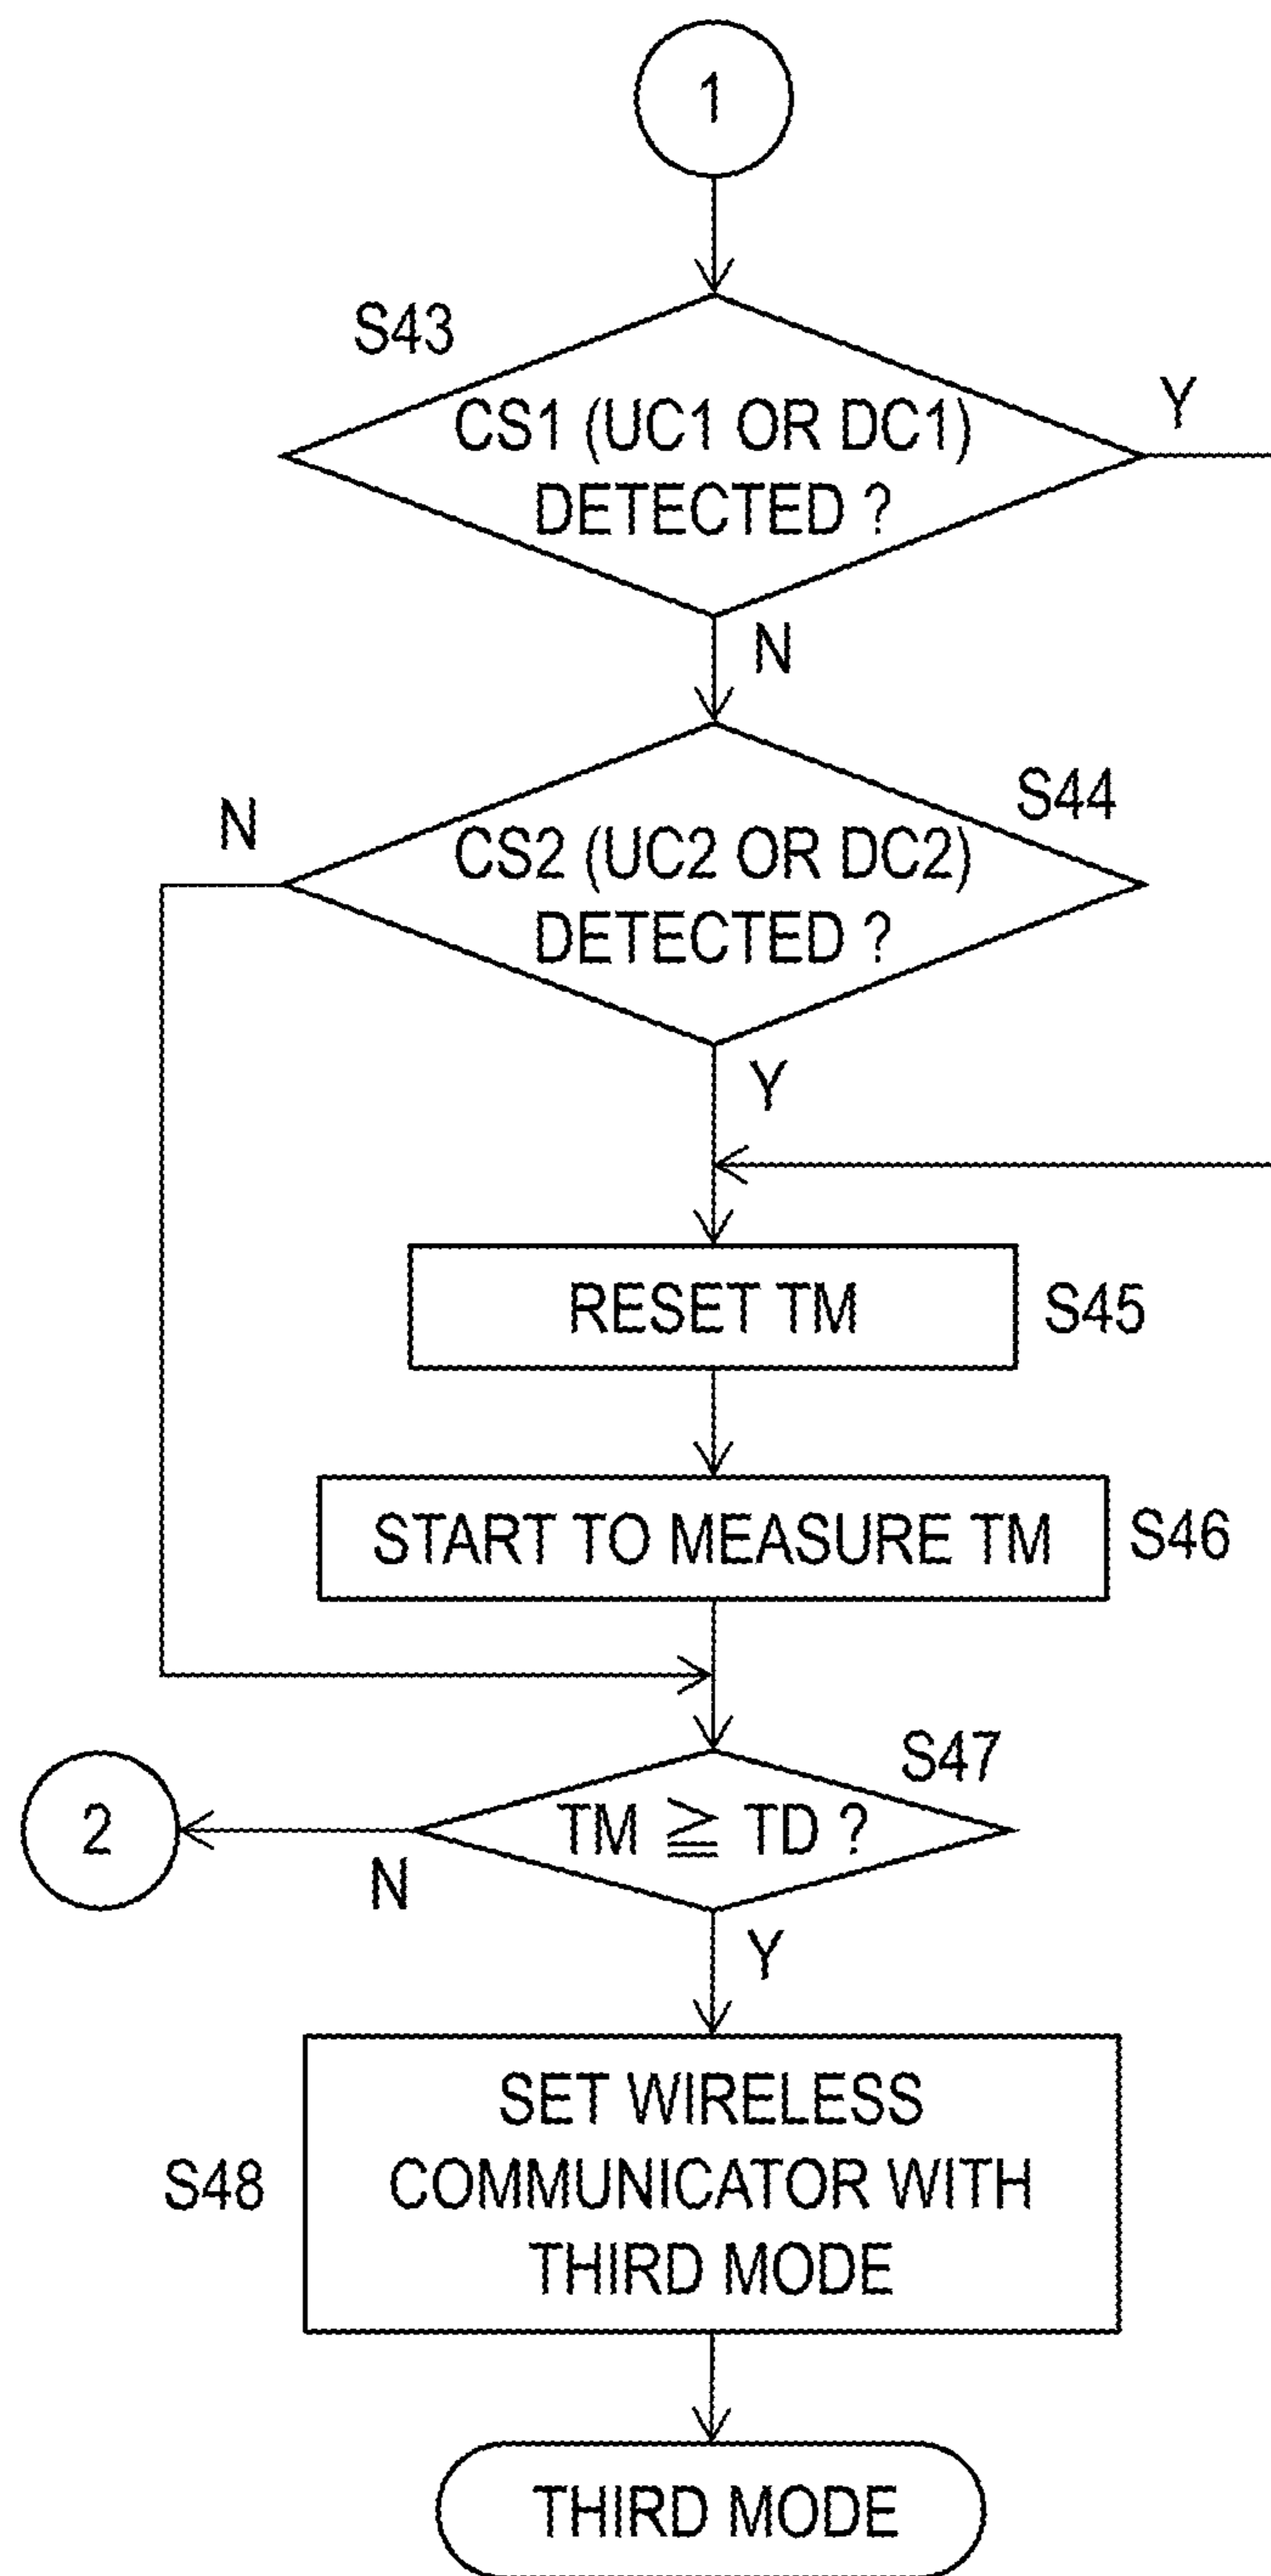 1
S43
CS1 (UC1 OR DC1)
DETECTED ?
Y
N
S44
N
CS2 (UC2 OR DC2)
DETECTED ?
Y
RESET TM
S45
START TO MEASURE TM
S46
S47
TM ≧ TD ?
2
N
Y
SET WIRELESS
COMMUNICATOR WITH
THIRD MODE
S48
THIRD MODE